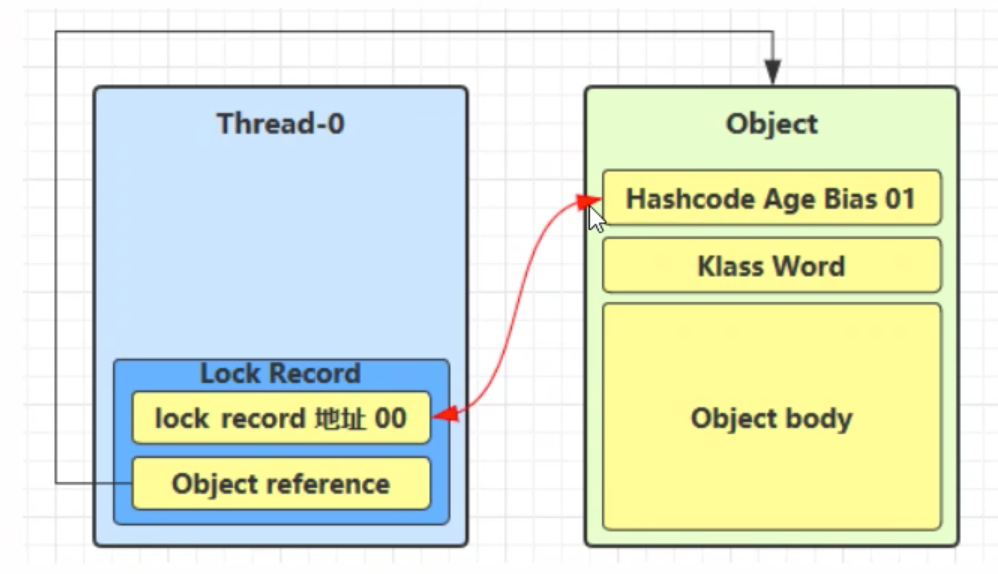 Thread-0
Lock Record
lock record 地址 00
Object reference
Object
Hashcode Age Bias 01
Klass Word
Object body